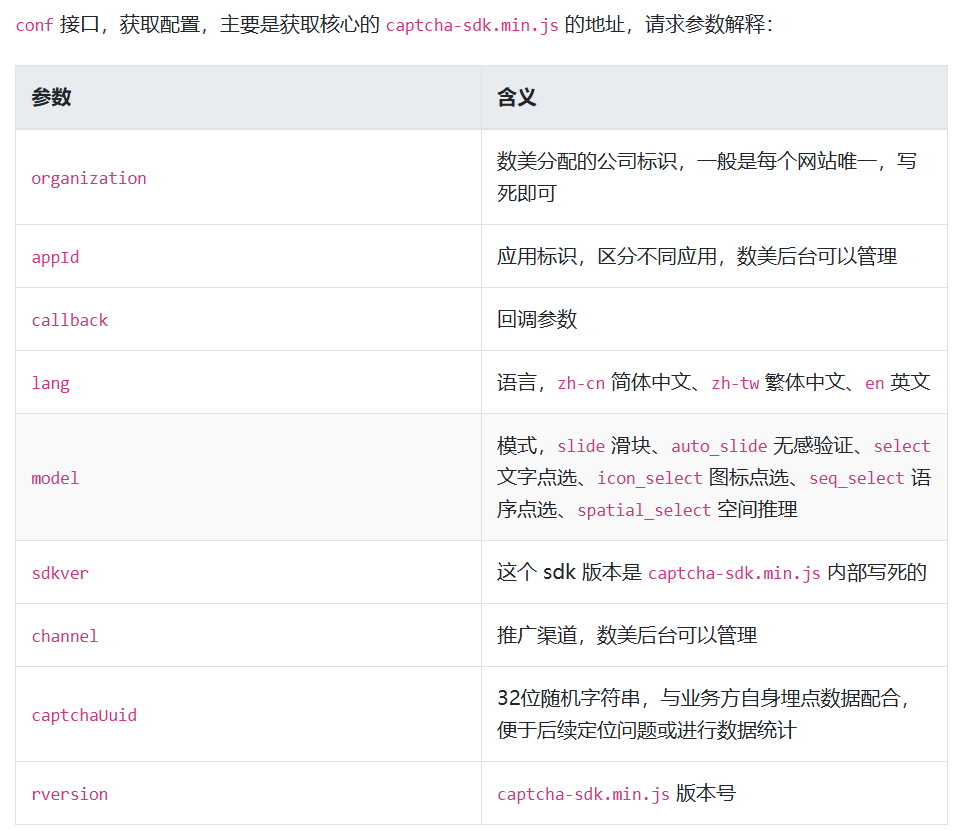 conf 接口，获取配置，主要是获取核心的 captcha-sdk.min.js 的地址，请求参数解释：
参数 含义
organization 数美分配的公司标识，一般是每个网站唯一，写
死即可
appId 应用标识，区分不同应用，数美后台可以管理
callback 回调参数
lang 语言，zh-cn 简体中文、zh-tw 繁体中文、en 英文
model 模式，slide 滑块、auto_slide 无感验证、select
文字点选、icon_select 图标点选、seq_select 语
序点选、spatial_select 空间推理
sdkver 这个 sdk 版本是 captcha-sdk.min.js 内部写死的
channel 推广渠道，数美后台可以管理
captchaUuid 32位随机字符串，与业务方自身埋点数据配合，
便于后续定位问题或进行数据统计
rversion captcha-sdk.min.js 版本号